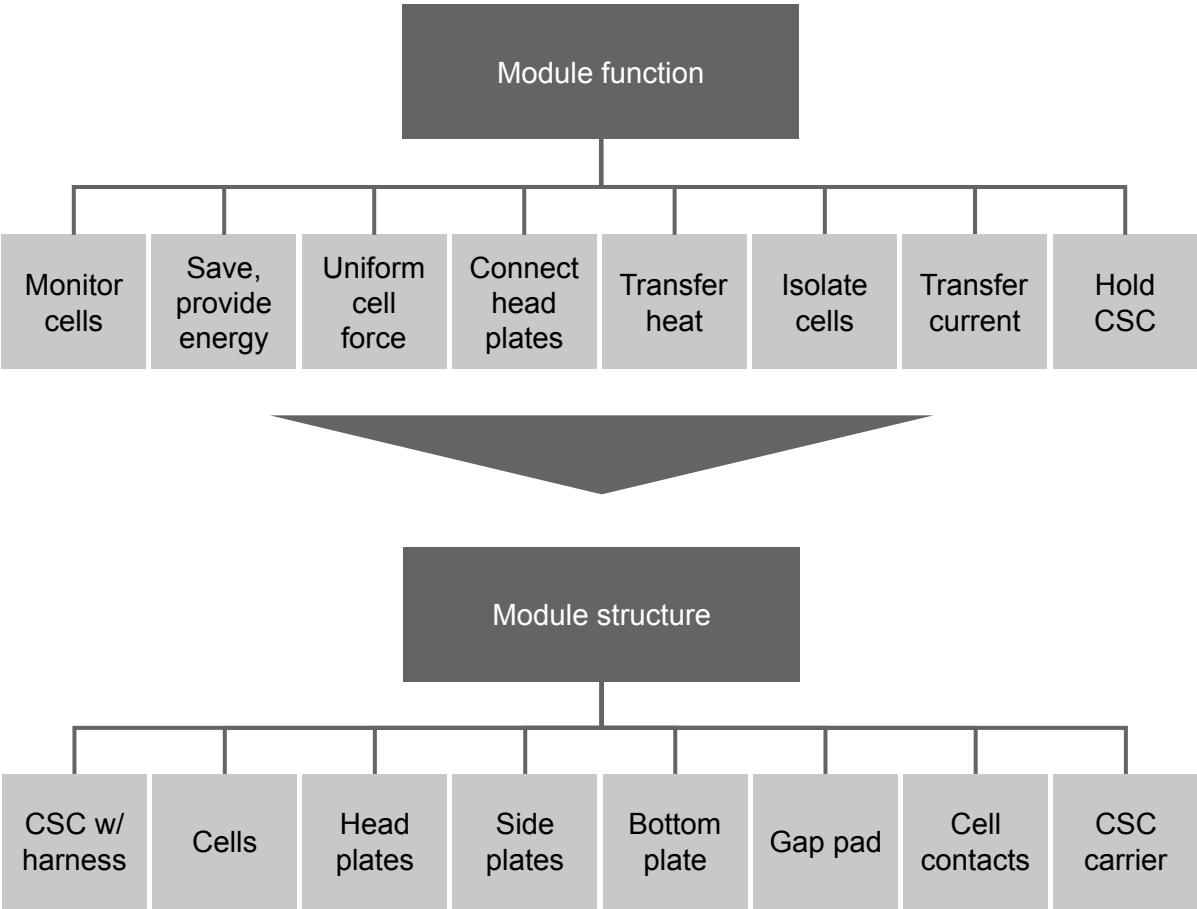 Module function
Monitor
cells
Save,
provide
energy
Uniform
cell
force
Connect
head
plates
Transfer
heat
Isolate
cells
Transfer
current
Hold
CSC
Module structure
CSC w/
harness
Cells
Head
plates
Side
plates
Bottom
plate
Gap pad
Cell
contacts
CSC
carrier